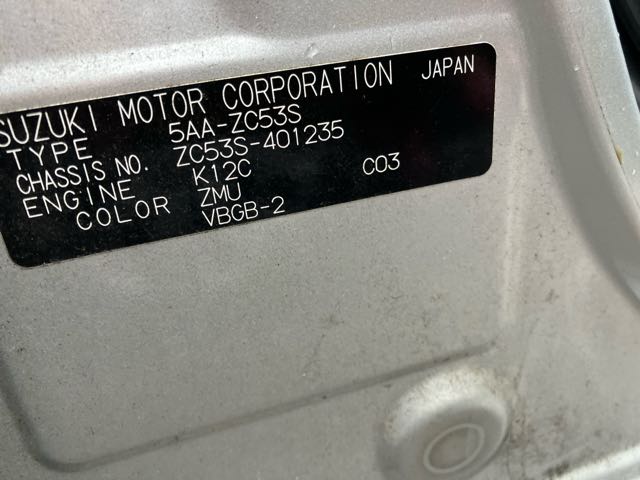 SUZUKI MOTOR CORPORATION JAPAN
TYPE 5AA-ZC53S
CHASSIS NO. ZC53S-401235
ENGINE K12C C03
COLOR ZMU
VBGB-2